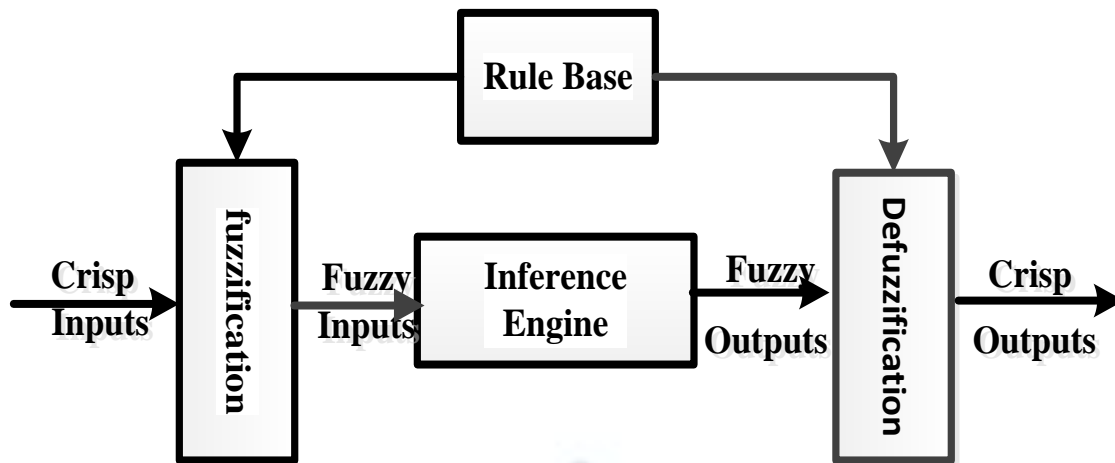 Rule Base
fuzzification
Defuzzification
Crisp
Inputs
Fuzzy
Inputs
Inference
Engine
Fuzzy
Outputs
Crisp
Outputs